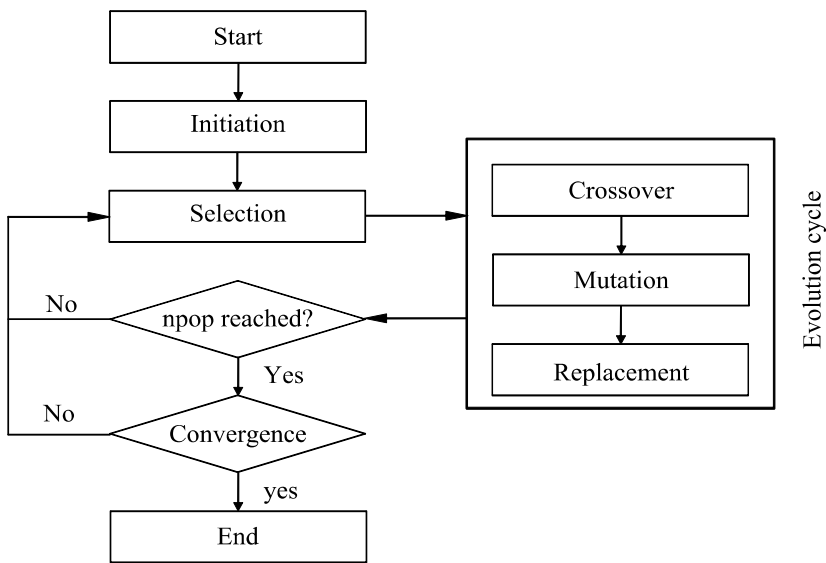 Start
Initiation
Selection
Crossover
Mutation
Replacement
Evolution cycle
npop reached?
No
Yes
Convergence
No
yes
End